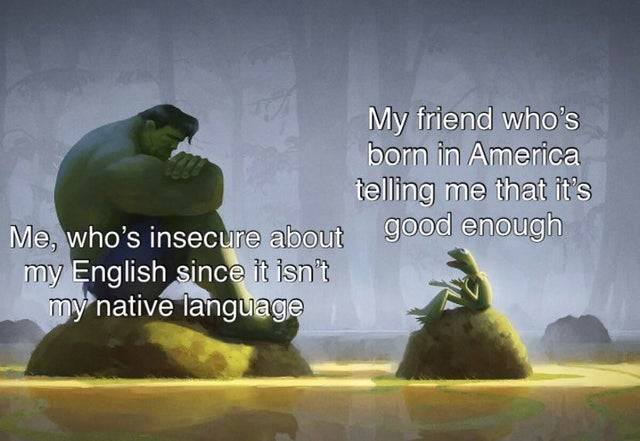 My friend who's
born in America
telling me that it's
good enough
Me, who's insecure about
my English since it isn't
my native language